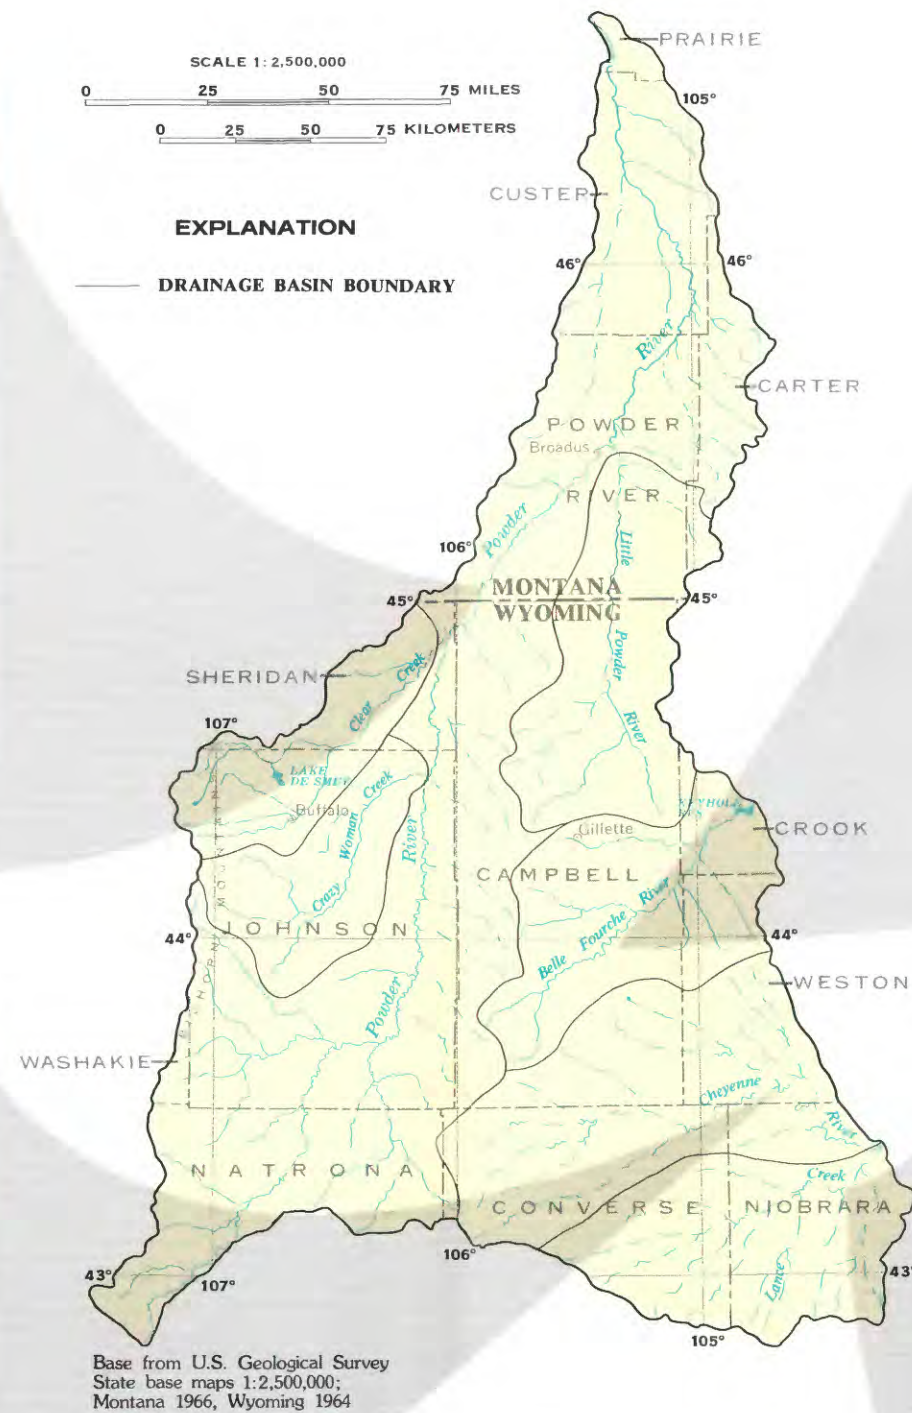 PRAIRIE
SCALE 1:2,500,000
0 25 50 75 MILES
0 25 50 75 KILOMETERS
105°
CUSTER
EXPLANATION
DRAINAGE BASIN BOUNDARY
46° 46°
River
CARTER
POWDER
Broadus
RIVER
Powder
Little
106°
MONTANA
45° 45°
WYOMING
Powder
SHERIDAN
Creek
Clear
River
107°
LAKE
DE SMET
Creek
Buffalo
Woman
River
Gillette
CROOK
CAMPBELL
Crazy
River
Fourche
Belle
JOHNSON
44° 44°
WESTON
Powder
WASHAKIE
Cheyenne
River
NATRONA
Creek
CONVERSE NIOBRARA
Lance
106°
43° 43°
107°
105°
Base from U.S. Geological Survey
State base maps 1:2,500,000;
Montana 1966, Wyoming 1964